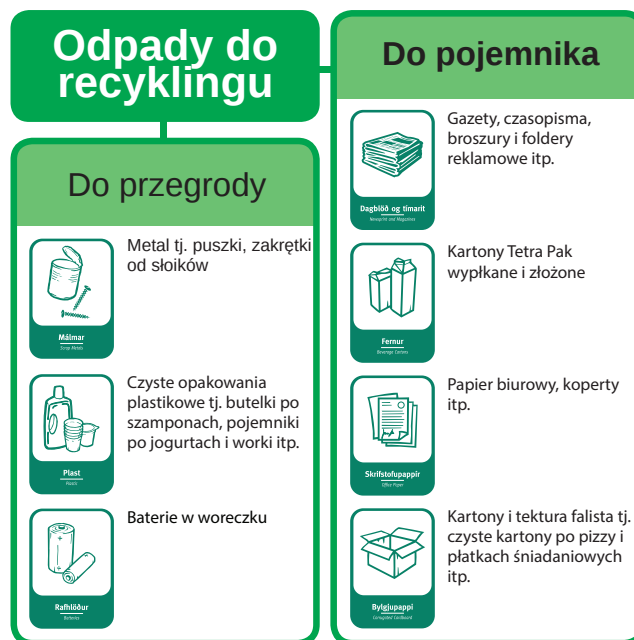 Odpady do
recyklingu
Do przegrody
Metal tj. puszki, zakrętki
od słoików
Málmar
Scrap Metals
Czyste opakowania
plastikowe tj. butelki po
szamponach, pojemniki
po jogurtach i worki itp.
Plast
Plastic
Baterie w woreczku
Rafhlöður
Batteries
Do pojemnika
Gazety, czasopisma,
broszury i foldery
reklamowe itp.
Dagblöð og tímarit
Newsprint and Magazines
Kartony Tetra Pak
wypłkane i złożone
Fernur
Beverage Cartons
Papier biurowy, koperty
itp.
Skrifstofupappír
Office Paper
Kartony i tektura falista tj.
czyste kartony po pizzy i
płatkach śniadaniowych
itp.
Bylgjupappi
Corrugated Cardboard